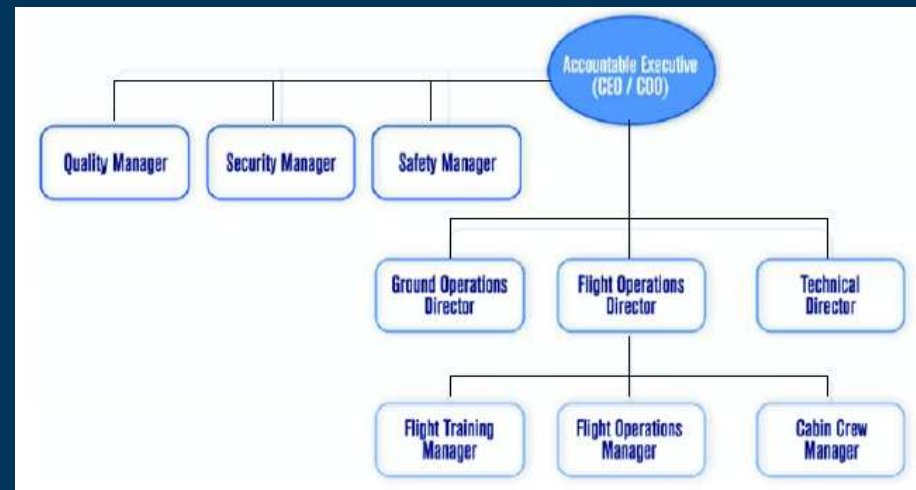 Accountable Executive
(CEO / COO)
Quality Manager
Security Manager
Safety Manager
Ground Operations
Director
Flight Operations
Director
Technical
Director
Flight Training
Manager
Flight Operations
Manager
Cabin Crew
Manager